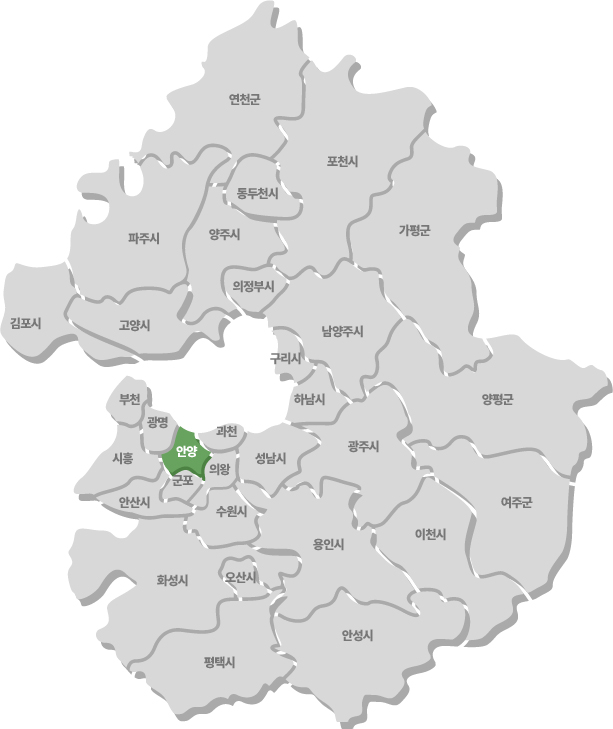 연천군
포천시
동두천시
가평군
양주시
파주시
의정부시
김포시
고양시
남양주시
구리시
부천
하남시
양평군
광명
과천
광주시
안양
시흥
의왕
성남시
군포
안산시
여주군
수원시
이천시
용인시
화성시
오산시
안성시
평택시